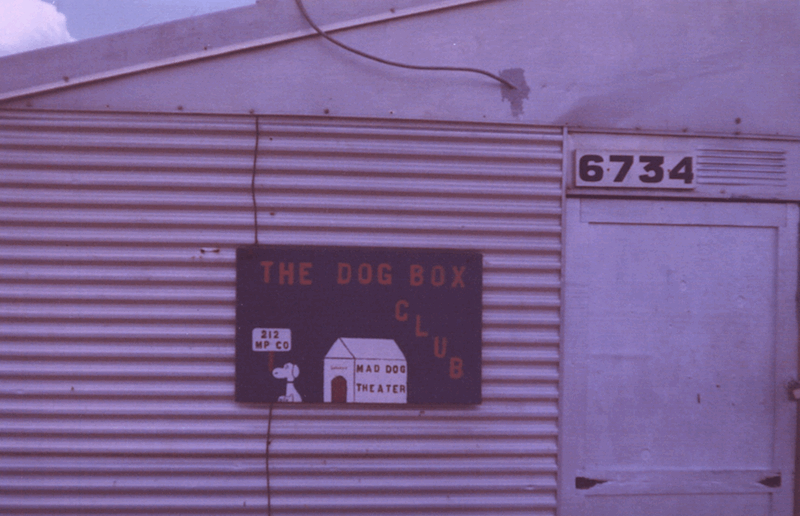 6734
THE DOG BOX
CLUB
212
MP CO
MAD DOG
THEATER